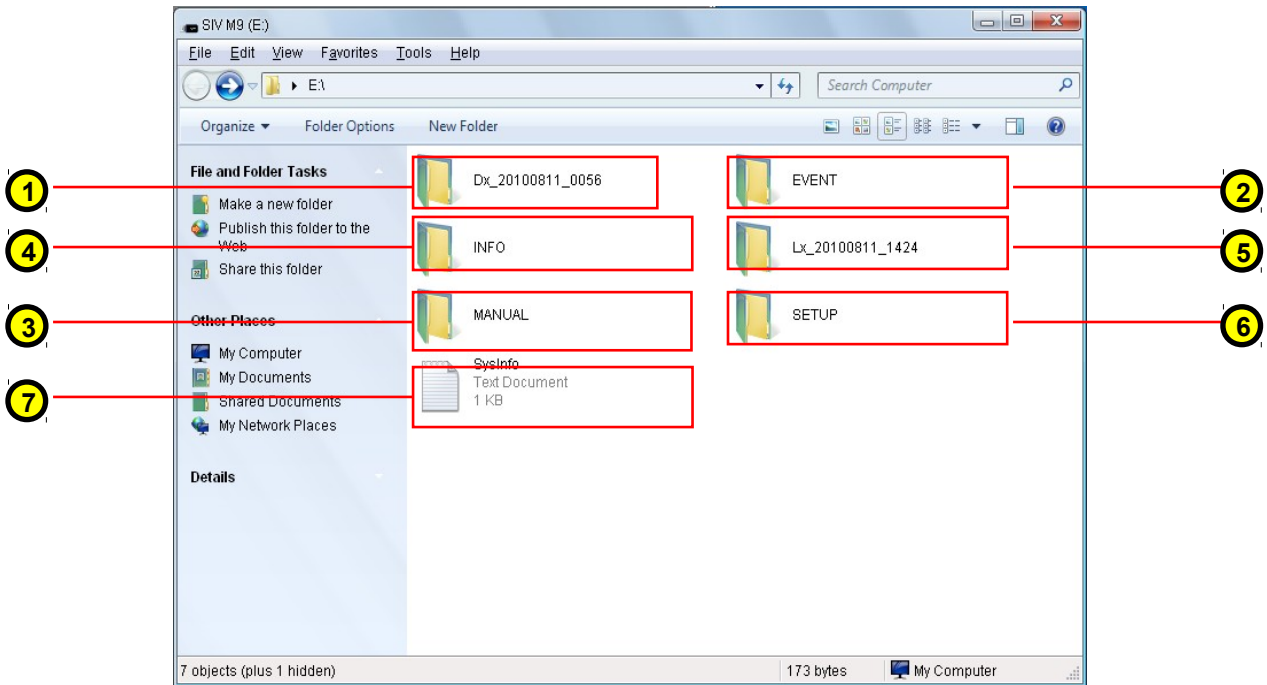 SIV M9 (E:)
File Edit View Favorites Tools Help
E:\
Search Computer
Organize Folder Options New Folder
File and Folder Tasks
Make a new folder
Publish this folder to the
Web
Share this folder
Other Places
My Computer
My Documents
Shared Documents
My Network Places
Details
1
Dx_20100811_0056
EVENT
2
4
INFO
Lx_20100811_1424
5
3
MANUAL
SETUP
6
7
SysInfo
Text Document
1 KB
7 objects (plus 1 hidden)
173 bytes
My Computer